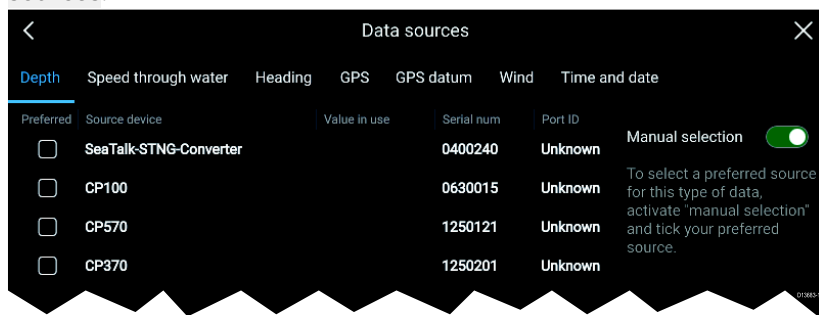 Data sources
Depth Speed through water Heading GPS GPS datum Wind Time and date
Preferred Source device Value in use Serial num Port ID
SeaTalk-STNG-Converter 0400240 Unknown
CP100 0630015 Unknown
CP570 1250121 Unknown
CP370 1250201 Unknown
Manual selection
To select a preferred source
for this type of data,
activate "manual selection"
and tick your preferred
source.